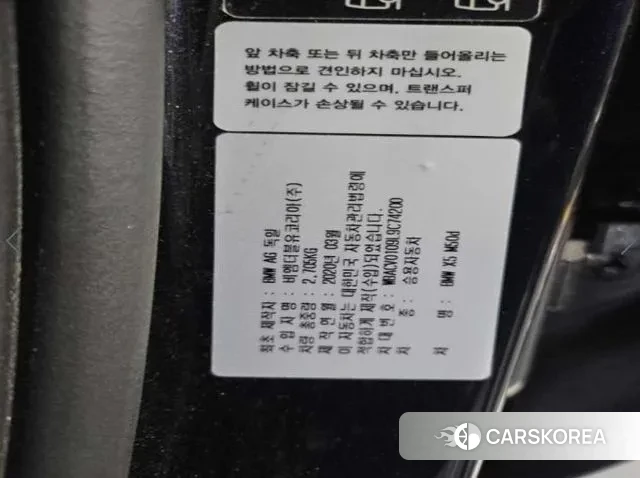 앞 차축 또는 뒤 차축만 들어올리는
방법으로 견인하지 마십시오.
휠이 잠길 수 있으며, 트랜스퍼
케이스가 손상될 수 있습니다.
최초 제작자 : BMW AG 독일
수 입 자 명 : 비엠더블유코리아(주)
차량 총중량 : 2,705KG
제 작 연 월 : 2020년 03월
이 자동차는 대한민국 자동차관리법령에
적합하게 제작(수입)되었습니다.
차 대 번 호 : WBACV0109L9C74200
차 종 : 승용자동차
차 명 : BMW X5 M50d
CARSKOREA